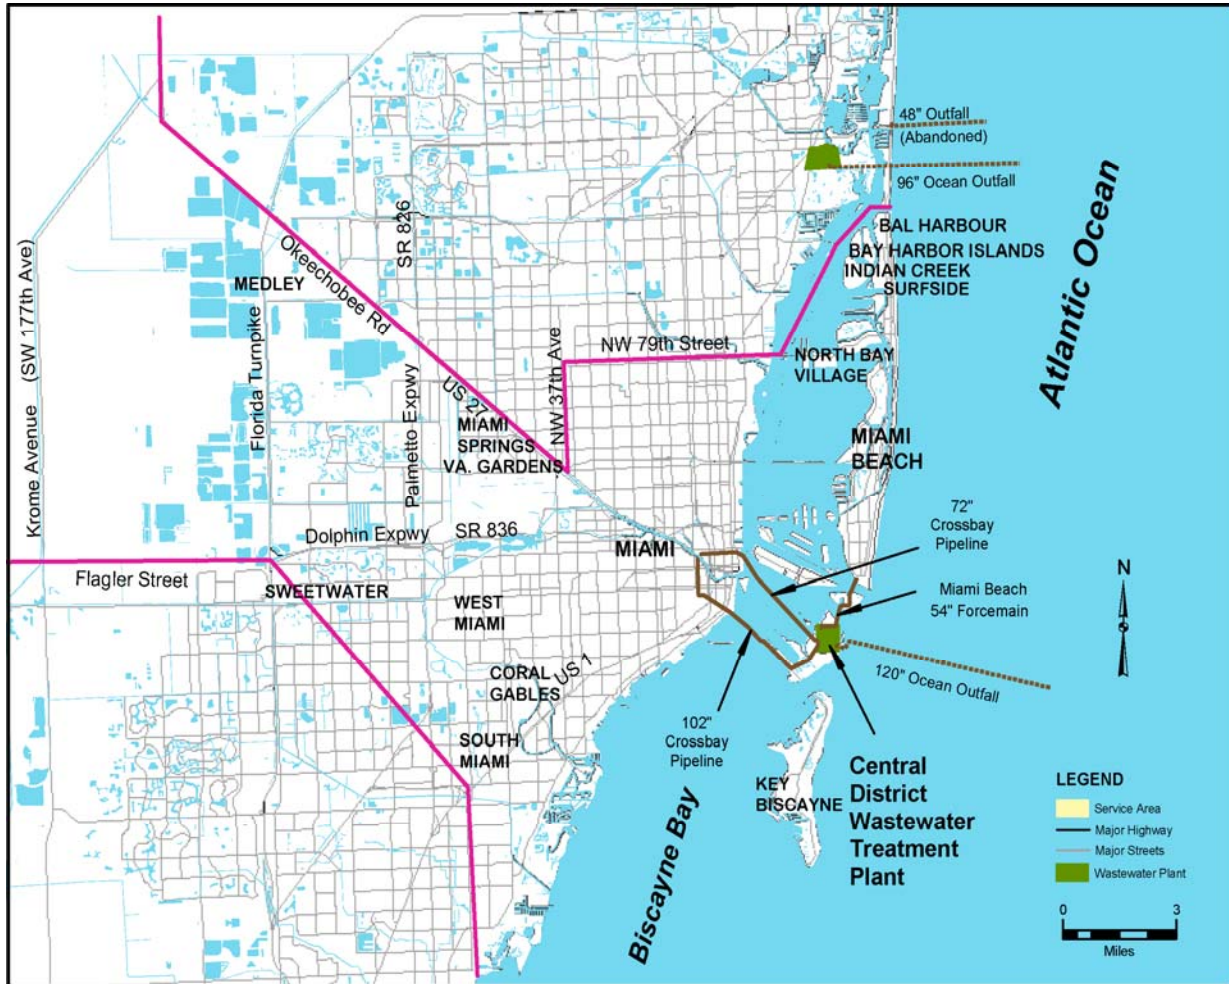 48" Outfall
(Abandoned)
96" Ocean Outfall
Atlantic Ocean
BAL HARBOUR
BAY HARBOR ISLANDS
INDIAN CREEK
SURFSIDE
SR 826
Okeechobee Rd
MEDLEY
Krome Avenue (SW 177th Ave)
Florida Turnpike
NW 79th Street
NW 37th Ave
NORTH BAY
VILLAGE
Palmetto Expwy
US 27
MIAMI
SPRINGS
VA. GARDENS
MIAMI
BEACH
72"
Crossbay
Pipeline
Dolphin Expwy SR 836
MIAMI
Flagler Street
SWEETWATER
WEST
MIAMI
Miami Beach
54" Forcemain
N
CORAL
GABLES
US 1
120" Ocean Outfall
SOUTH
MIAMI
102"
Crossbay
Pipeline
KEY
BISCAYNE
Central
District
Wastewater
Treatment
Plant
Biscayne Bay
LEGEND
Service Area
Major Highway
Major Streets
Wastewater Plant
0 3
Miles